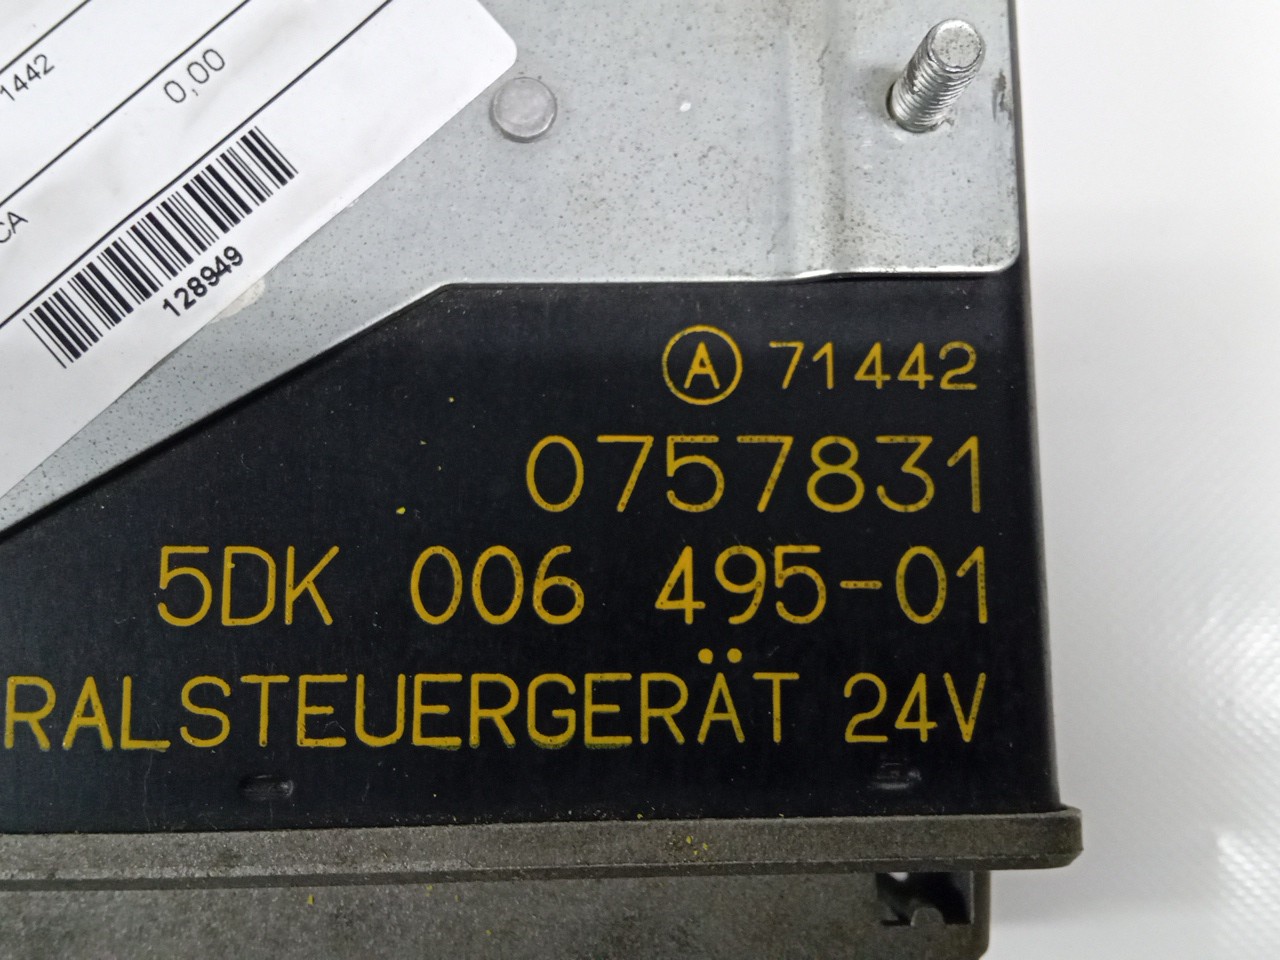 1442
0,00
CA
128949
A 71442
0757831
5DK 006 495-01
RALSTEUERGERÄT 24V